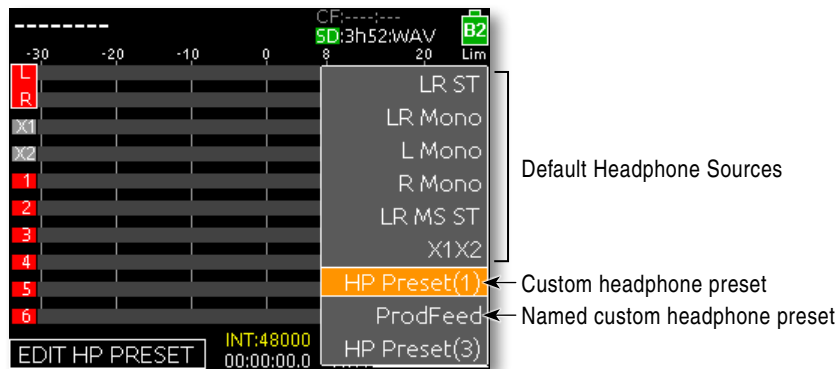 --------
CF:----:---
SD:3h52:WAV
B2
-30 -20 -10 0 8 20 Lim
L
R
X1
X2
1
2
3
4
5
6
LR ST
LR Mono
L Mono
R Mono
LR MS ST
X1X2
HP Preset(1)
ProdFeed
HP Preset(3)
Default Headphone Sources
Custom headphone preset
Named custom headphone preset
EDIT HP PRESET
INT:48000
00:00:00.0